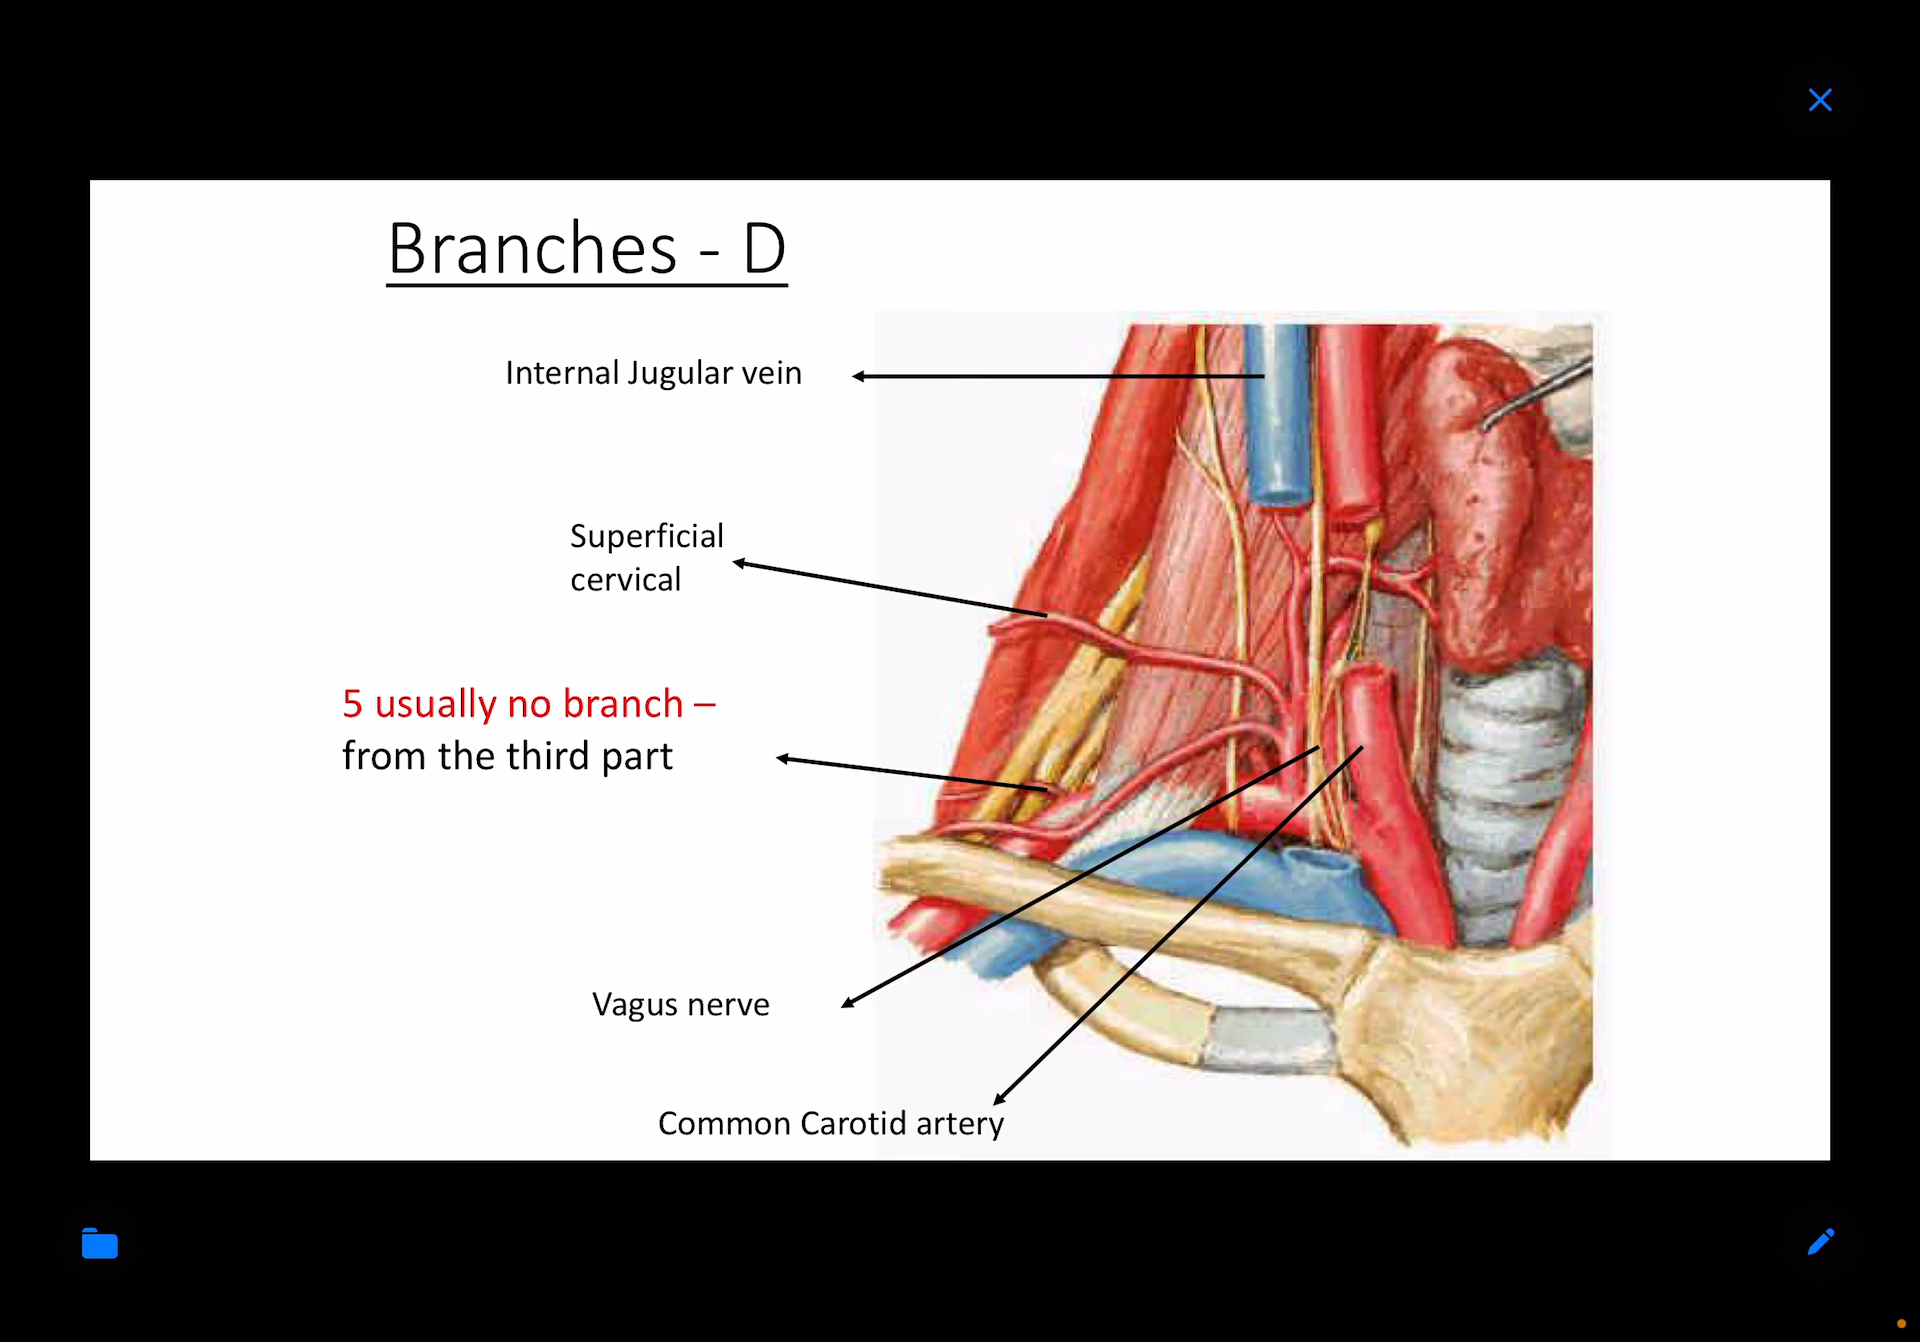 Branches - D
Internal Jugular vein
Superficial
cervical
5 usually no branch –
from the third part
Vagus nerve
Common Carotid artery